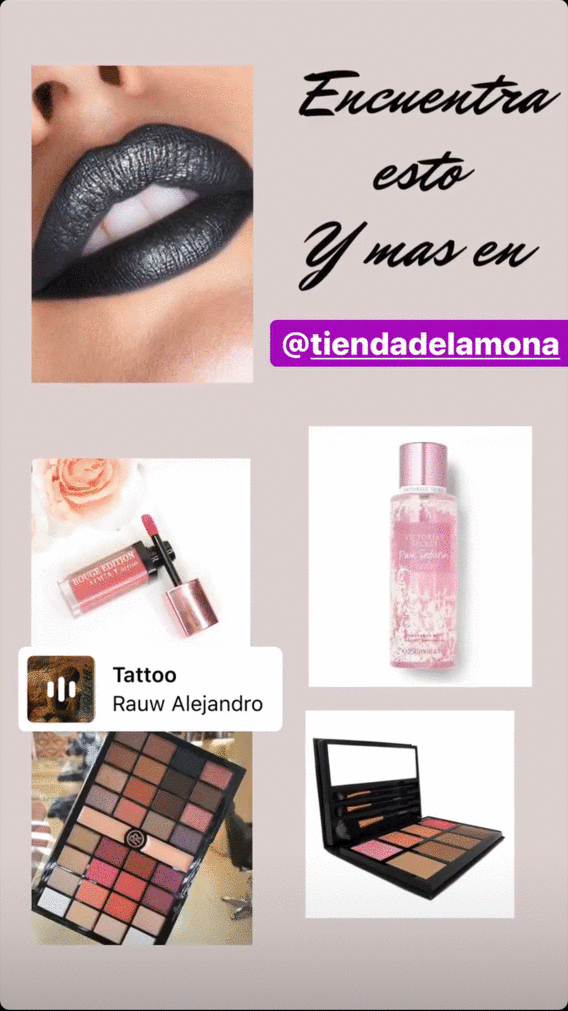 Encuentra
esto
Y mas en
@tiendadelamona
ROUGE EDITION
VICTORIA'S
SECRET
Tattoo
Rauw Alejandro